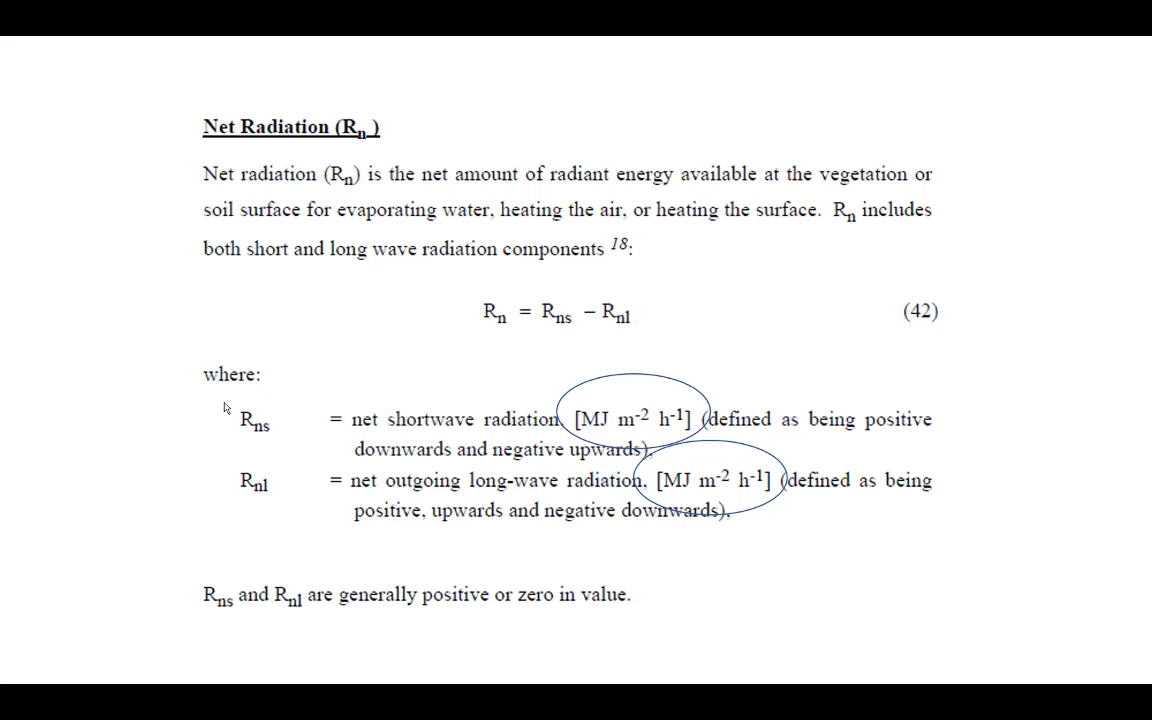 Net Radiation (Rn )
Net radiation (Rn) is the net amount of radiant energy available at the vegetation or
soil surface for evaporating water, heating the air, or heating the surface. Rn includes
both short and long wave radiation components 18:
Rn = Rns – Rnl (42)
where:
Rns = net shortwave radiation, [MJ m-2 h-1] (defined as being positive
downwards and negative upwards),
Rnl = net outgoing long-wave radiation, [MJ m-2 h-1] (defined as being
positive, upwards and negative downwards),
Rns and Rnl are generally positive or zero in value.